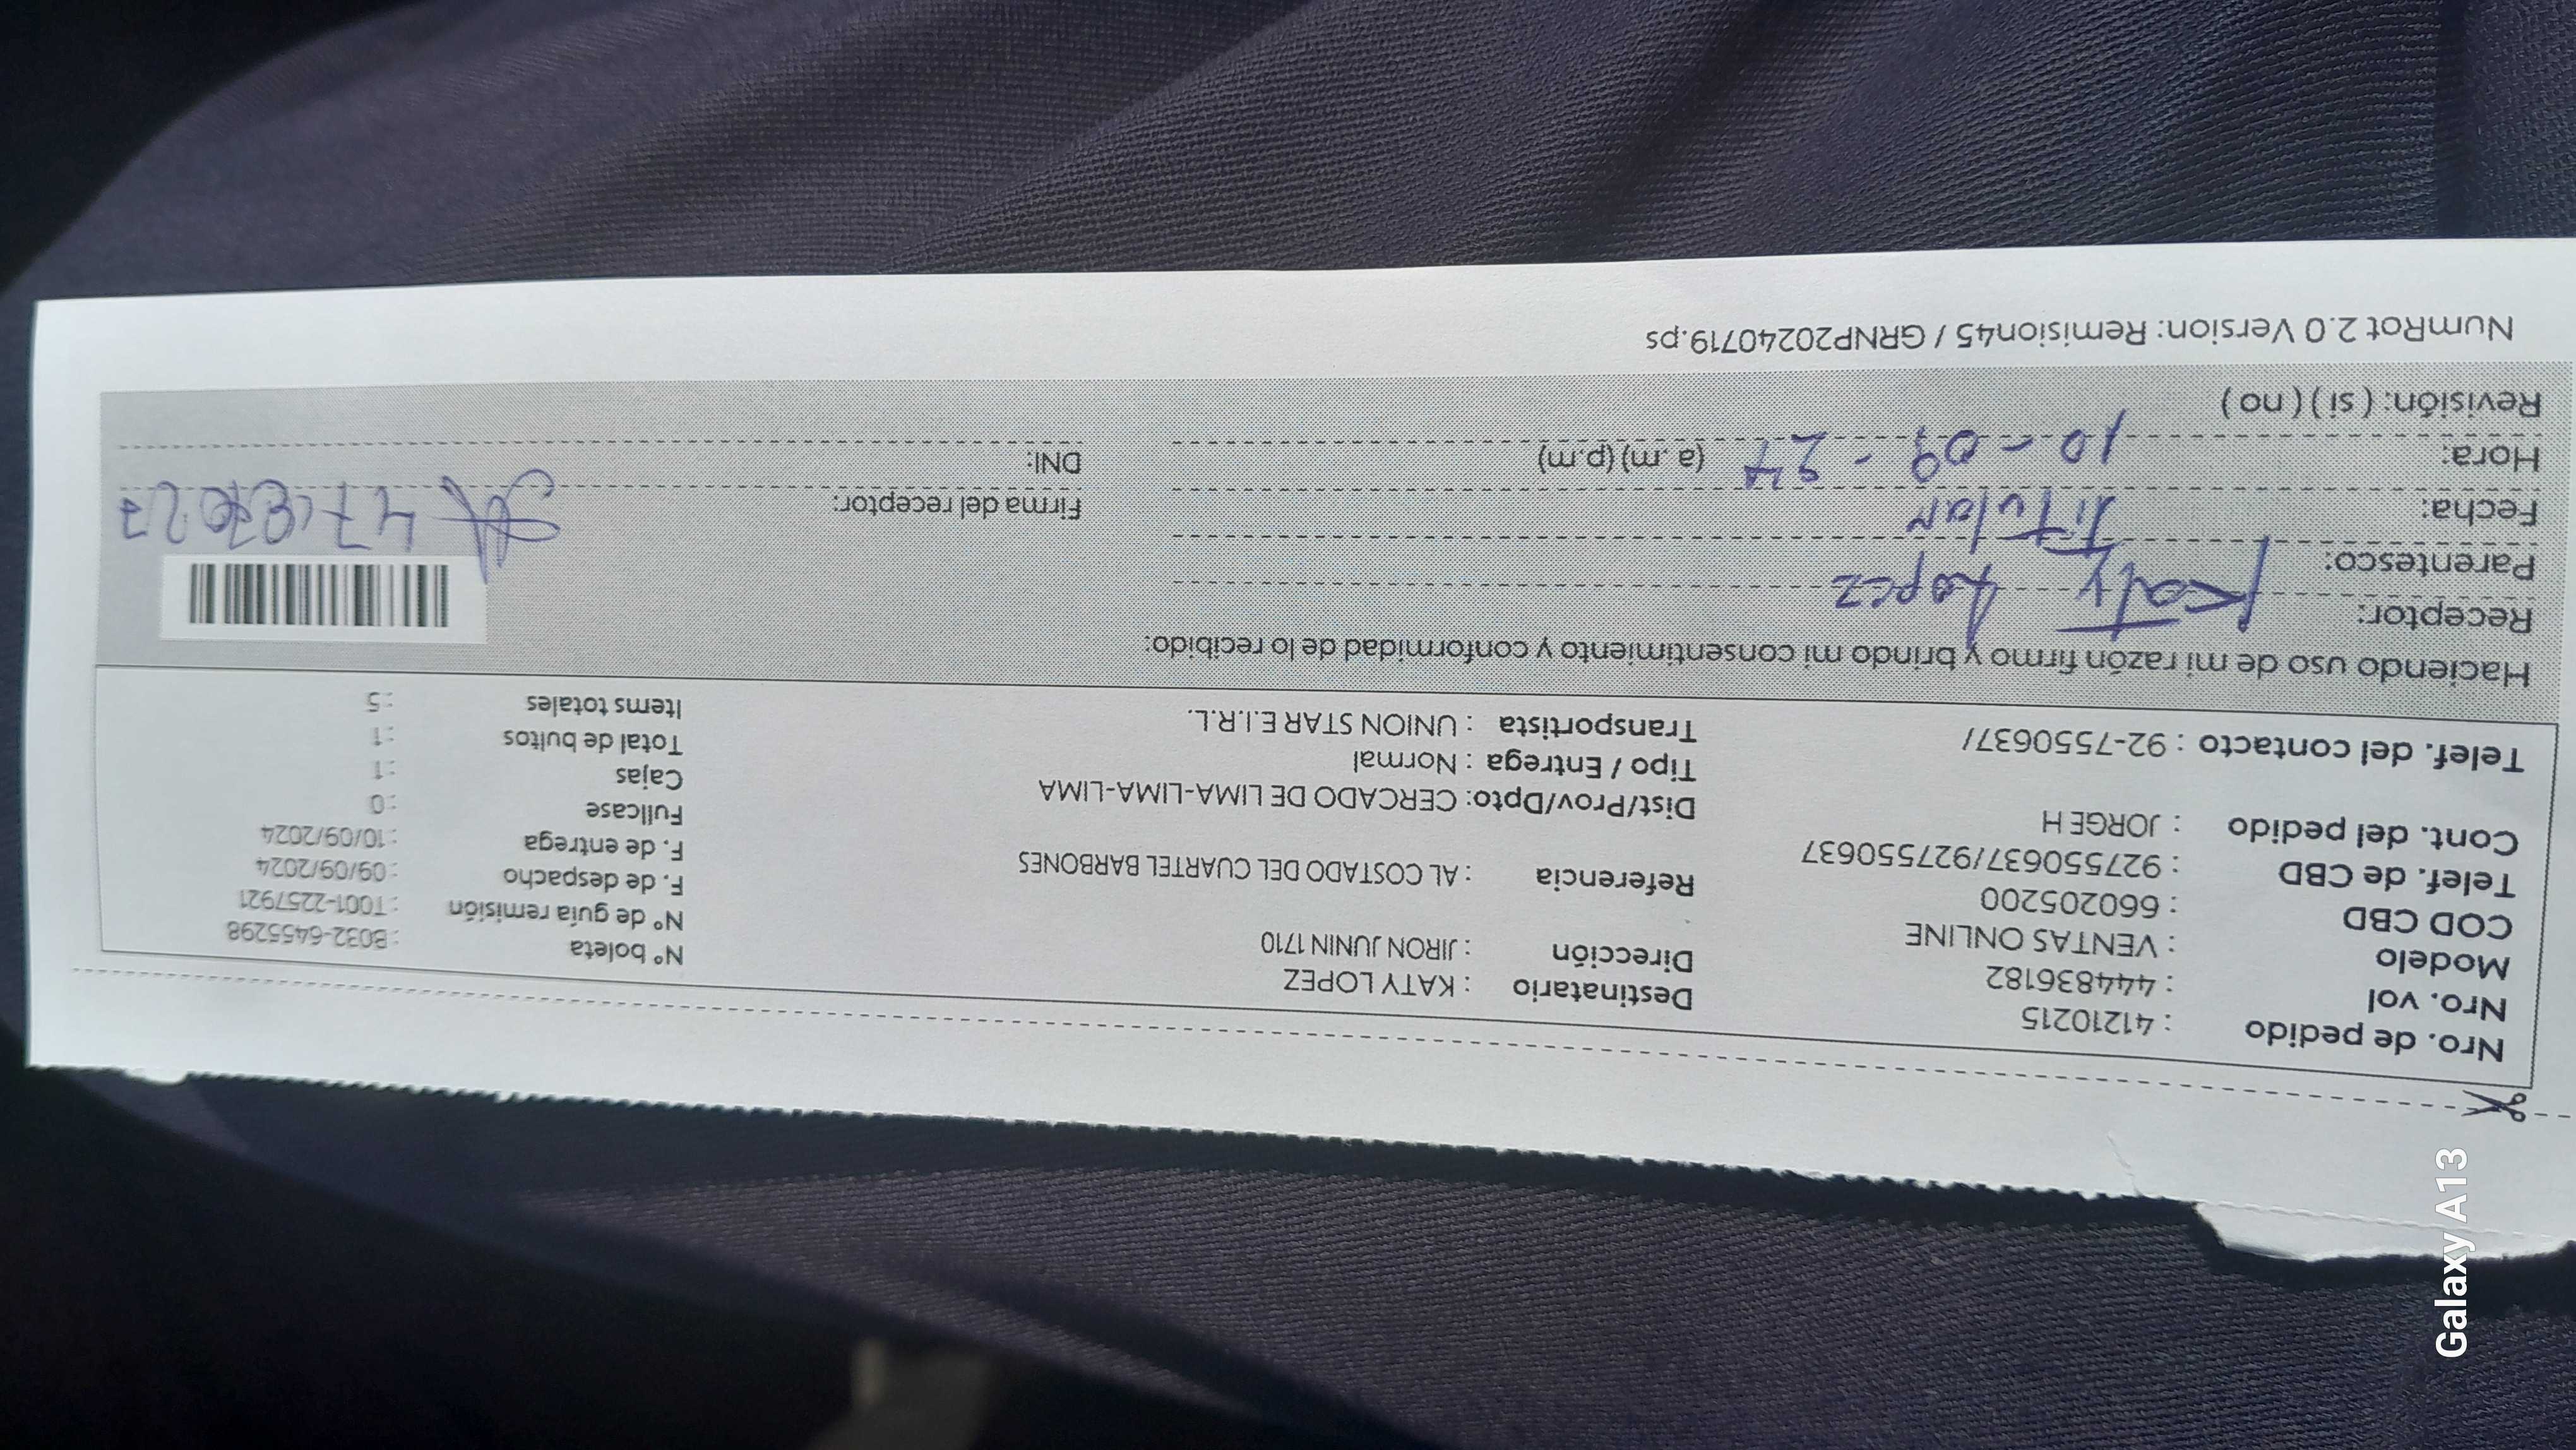 Nro. de pedido : 41210215
Nro. vol : 444836182
Modelo : VENTAS ONLINE
COD CBD : 660205200
Telef. de CBD : 927550637/927550637
Cont. del pedido : JORGE H
Telef. del contacto : 92-7550637/
Destinatario : KATY LOPEZ
Dirección : JIRON JUNIN 1710
Referencia : AL COSTADO DEL CUARTEL BARBONES
Dist/Prov/Dpto: CERCADO DE LIMA-LIMA-LIMA
Tipo / Entrega : Normal
Transportista : UNION STAR E.I.R.L.
N° boleta : B032-6455298
N° de guía remisión : T001-2257921
F. de despacho : 09/09/2024
F. de entrega : 10/09/2024
Fullcase : 0
Cajas : 1
Total de bultos : 1
Items totales : 5
Haciendo uso de mi razón firmo y brindo mi consentimiento y conformidad de lo recibido:
Receptor: Katy Lopez
Parentesco: Titular
Fecha:
Hora: 10-09-24 (a .m) (p.m)
Revisión: ( si ) ( no )
Firma del receptor:
DNI:
NumRot 2.0 Version: Remision45 / GRNP20240719.ps
Galaxy A13